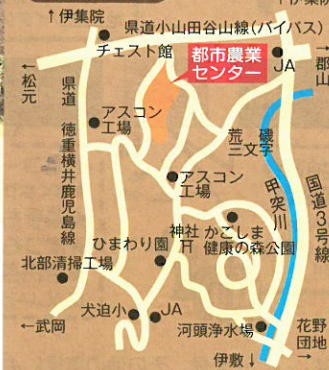 ↑伊集院
県道小山田谷山線(バイパス)
チェスト館
都市農業
センター
JA
→郡山
←松元
県道 徳重横井鹿児島線
アスコン
工場
荒磯
三文字
アスコン
工場
甲突川
国道3号線
神社
かごしま
健康の森公園
ひまわり園
北部清掃工場
犬迫小
JA
←武岡
河頭浄水場
花野
団地→
伊敷↓